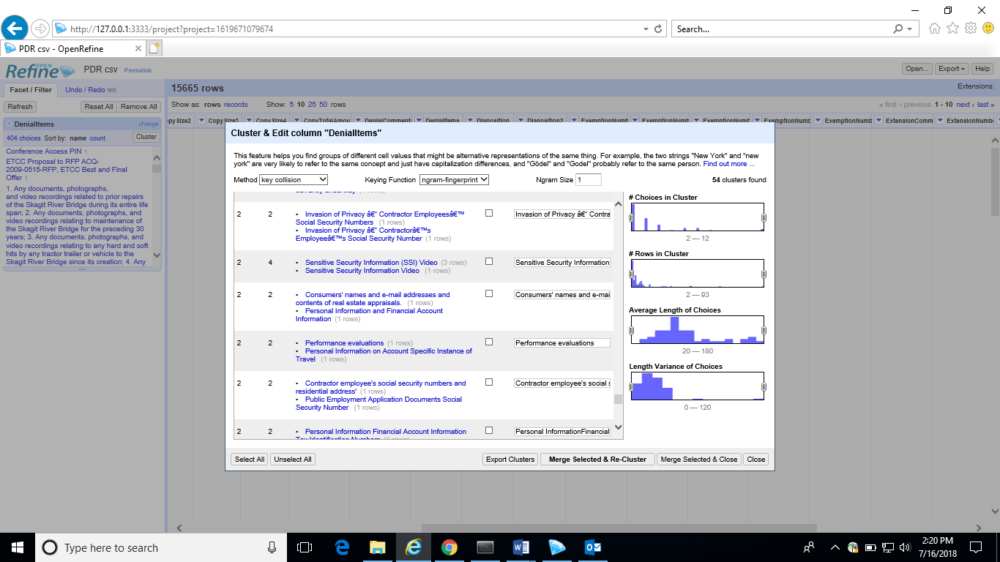 http://127.0.0.1:3333/project?project=1619671079674
Search...
PDR csv - OpenRefine
OPEN
Refine
PDR csv
Permalink
Open...
Export
Help
Facet / Filter
Undo / Redo 965
15665 rows
Extensions:
Refresh
Reset All
Remove All
Show as: rows records
Show: 5 10 25 50 rows
« first ‹ previous 1 - 10 next › last »
DenialItems
change
404 choices Sort by: name count
Cluster
CopySize3
CopySize4
CopyTotalAmou
DenialComment
DenialItems
Disposition
Disposition2
ExemptionNumb
ExemptionNumb
ExemptionNumb
ExemptionNumb
ExemptionNumb
ExtensionComm
ExtensionNumb
Conference Access PIN 1
ETCC Proposal to RFP ACQ-
2009-0515-RFP, ETCC Best and Final
Offer 1
1. Any documents, photographs,
and video recordings related to prior repairs
of the Skagit River Bridge during its entire life
span; 2. Any documents, photographs, and
video recordings relating to maintenance of
the Skagit River Bridge for the preceding 30
years; 3. Any documents, photographs, and
video recordings relating to any hard and soft
hits by any tractor trailer or vehicle to the
Skagit River Bridge since its creation; 4. Any
Cluster & Edit column "DenialItems"
This feature helps you find groups of different cell values that might be alternative representations of the same thing. For example, the two strings "New York" and "new
york" are very likely to refer to the same concept and just have capitalization differences, and "Gödel" and "Godel" probably refer to the same person. Find out more ...
Method key collision
Keying Function ngram-fingerprint
Ngram Size 1
54 clusters found
currently underway (1 rows)
2 2 • Invasion of Privacy â€“ Contractor Employeesâ€™
Social Security Numbers (1 rows)
• Invasion of Privacy â€“ Contractorâ€™s
Employeeâ€™s Social Security Number (1 rows)
Invasion of Privacy â€“ Contra
2 4 • Sensitive Security Information (SSI) Video (3 rows)
• Sensitive Security Information Video (1 rows)
Sensitive Security Information
2 2 • Consumers' names and e-mail addresses and
contents of real estate appraisals. (1 rows)
• Personal Information and Financial Account
Information (1 rows)
Consumers' names and e-mai
2 2 • Performance evaluations (1 rows)
• Personal Information on Account Specific Instance of
Travel (1 rows)
Performance evaluations
2 2 • Contractor employee's social security numbers and
residential address' (1 rows)
• Public Employment Application Documents Social
Security Number (1 rows)
Contractor employee's social s
2 2 • Personal Information Financial Account Information
Tax Identification Numbers (1 rows)
Personal InformationFinancial
# Choices in Cluster
2 — 12
# Rows in Cluster
2 — 93
Average Length of Choices
20 — 180
Length Variance of Choices
0 — 120
Select All
Unselect All
Export Clusters
Merge Selected & Re-Cluster
Merge Selected & Close
Close
Type here to search
2:20 PM
7/16/2018